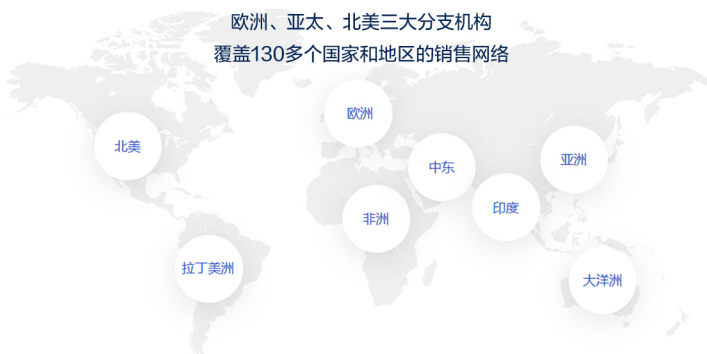 欧洲、亚太、北美三大分支机构
覆盖130多个国家和地区的销售网络
欧洲
北美
亚洲
中东
印度
非洲
拉丁美洲
大洋洲